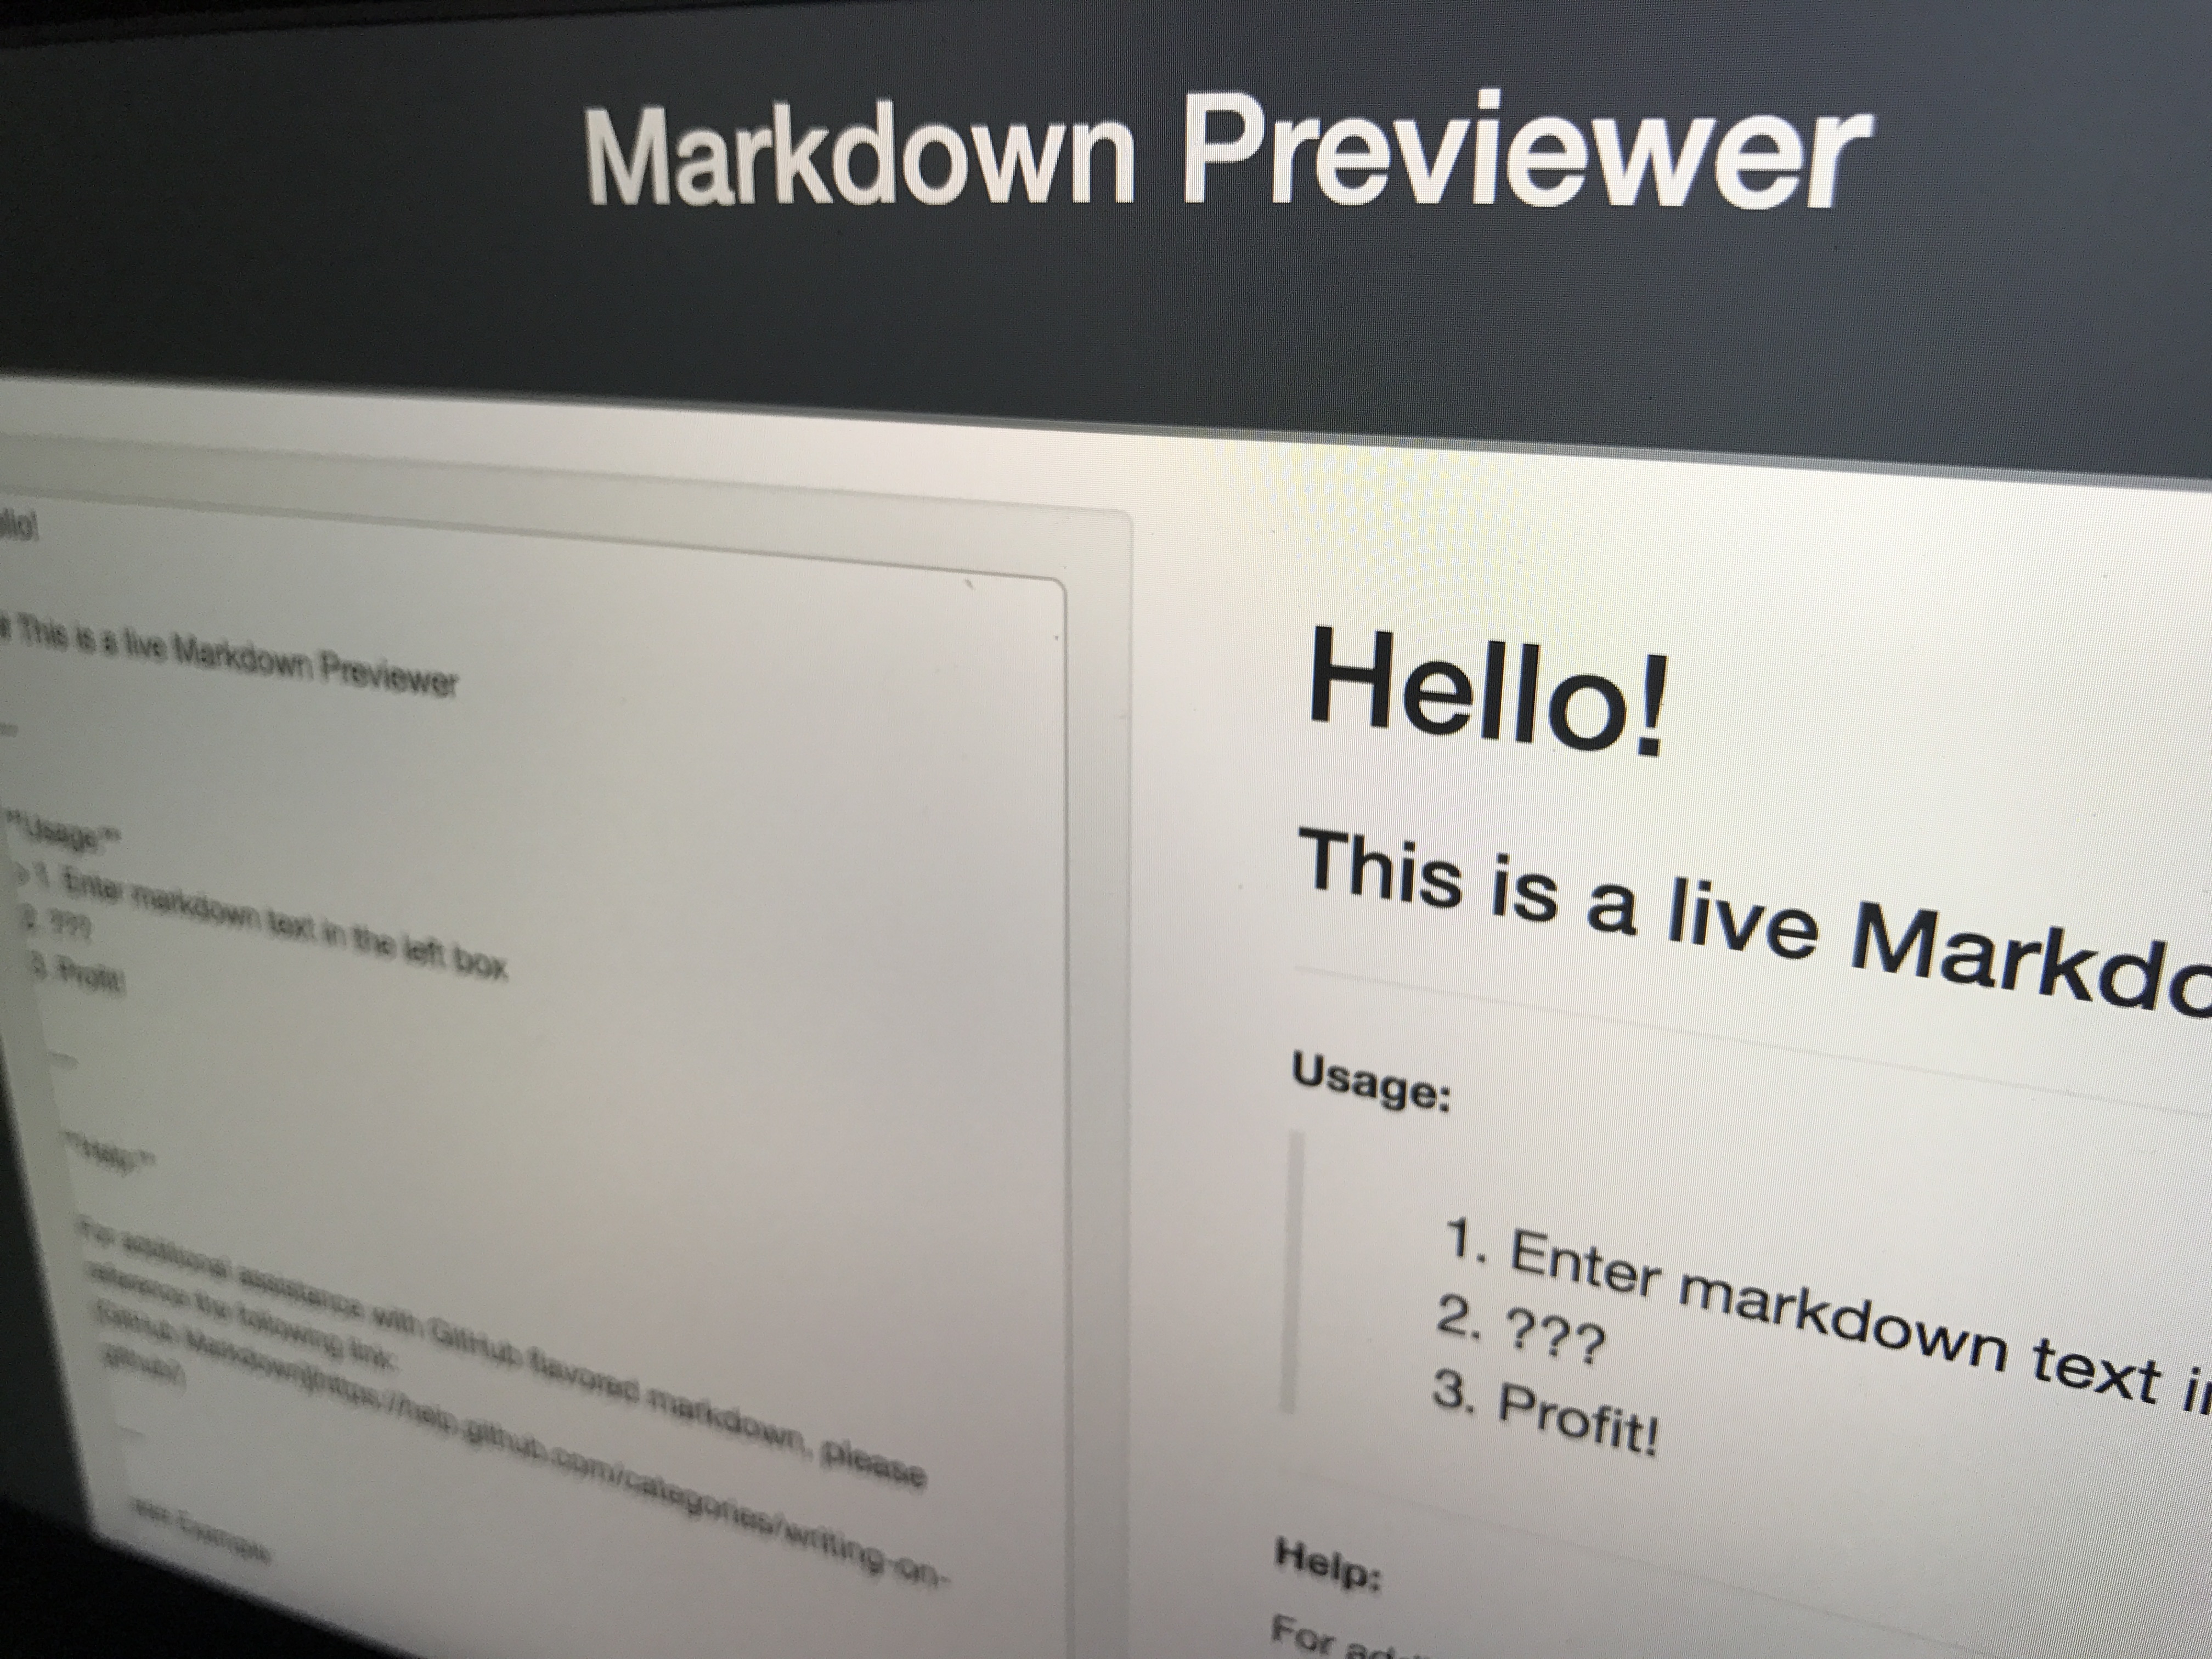 Markdown Previewer
ello!
# This is a live Markdown Previewer
**Usage:**
> 1. Enter markdown text in the left box
2. ???
3. Profit!
**Help:**
For additional assistance with GitHub flavored markdown, please
reference the following link:
[GitHub Markdown](https://help.github.com/categories/writing-on-
github/)
Example
Hello!
This is a live Markdo
Usage:
1. Enter markdown text i
2. ???
3. Profit!
Help:
For ad